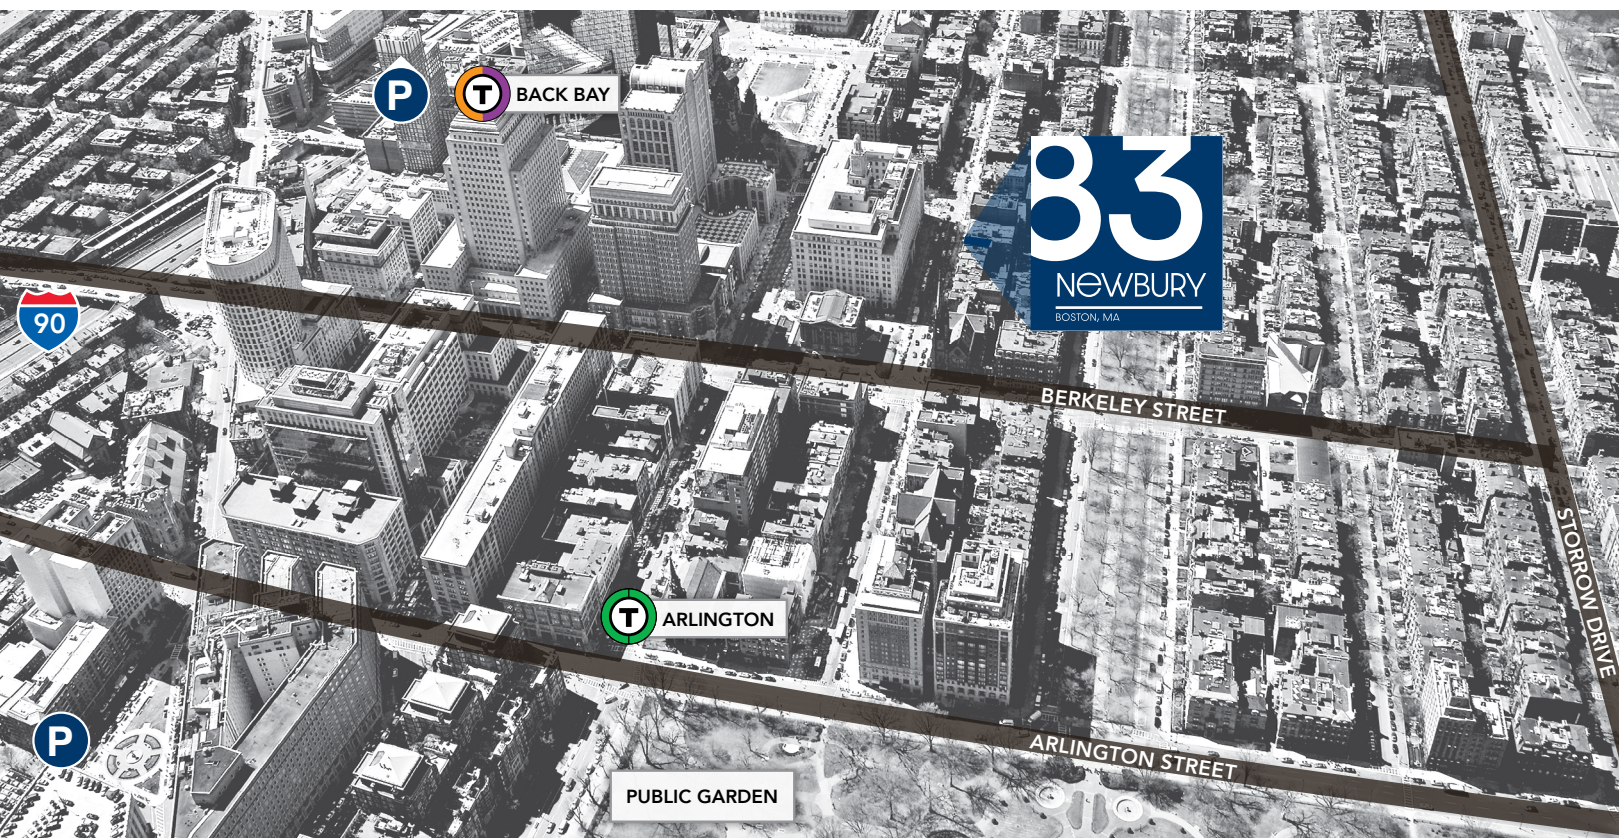 P
T
BACK BAY
83
NEWBURY
BOSTON, MA
90
BERKELEY STREET
STORROW DRIVE
T
ARLINGTON
P
ARLINGTON STREET
PUBLIC GARDEN